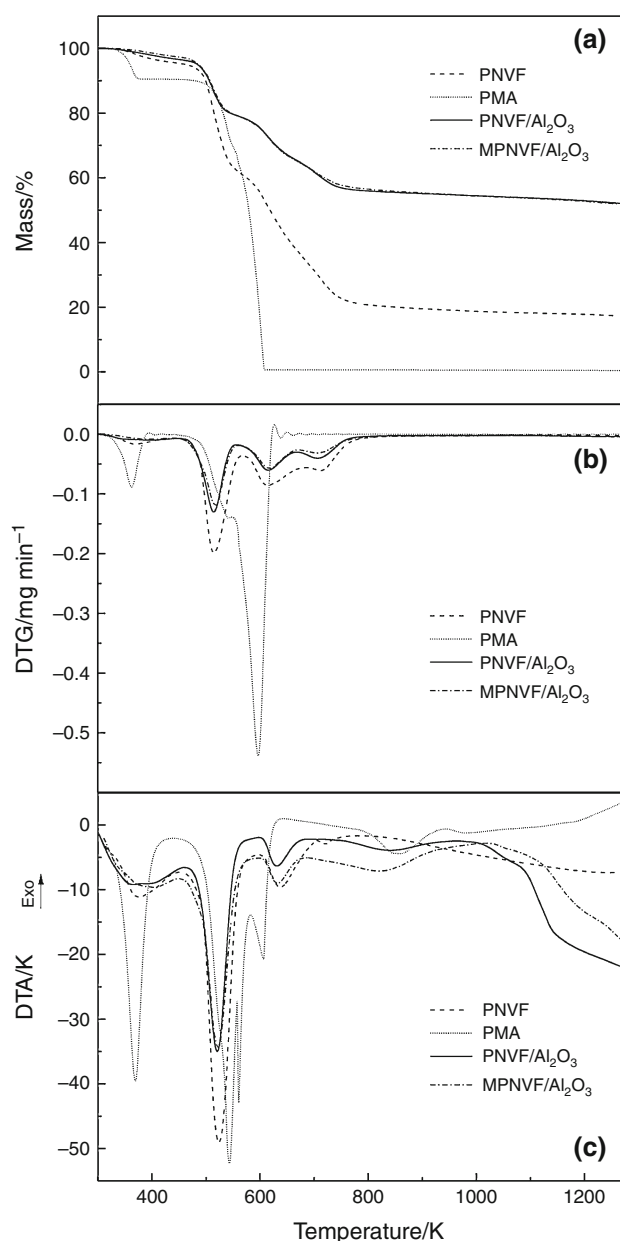 (a)
100
80
60
40
20
0
Mass/%
PNVF
PMA
PNVF/Al₂O₃
MPNVF/Al₂O₃
(b)
0.0
−0.1
−0.2
−0.3
−0.4
−0.5
DTG/mg min⁻¹
PNVF
PMA
PNVF/Al₂O₃
MPNVF/Al₂O₃
0
−10
−20
−30
−40
−50
Exo
DTA/K
PNVF
PMA
PNVF/Al₂O₃
MPNVF/Al₂O₃
(c)
400 600 800 1000 1200
Temperature/K